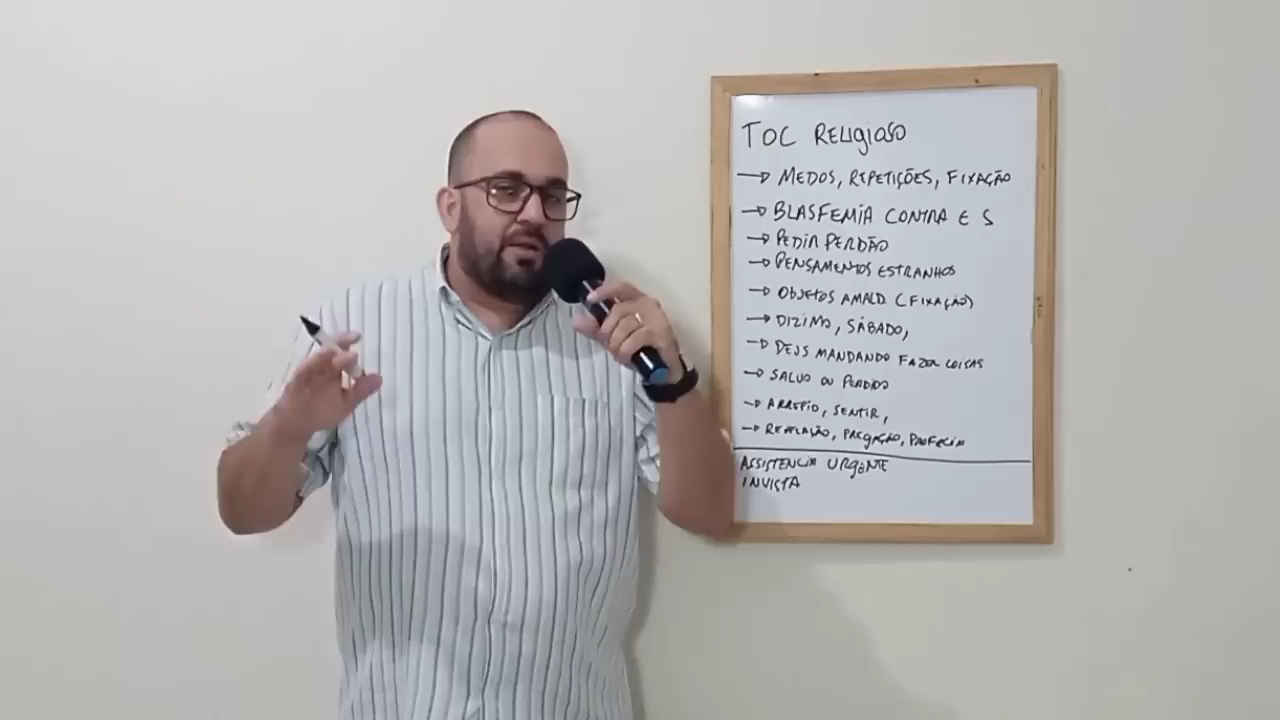 TOC RELIGIOSO
→ MEDOS, REPETIÇÕES, FIXAÇÃO
→ BLASFEMIA CONTRA E S
→ PEDIR PERDÃO
→ PENSAMENTOS ESTRANHOS
→ OBJETOS AMALD. (FIXAÇÃO)
→ DIZIMO, SÁBADO,
→ DEUS MANDANDO FAZER COISAS
→ SALVO OU PERDIDO
→ ARREPIO, SENTIR,
→ REVELAÇÃO, PREGAÇÃO, PROFECIA
ASSISTENCIA URGENTE
INVISTA